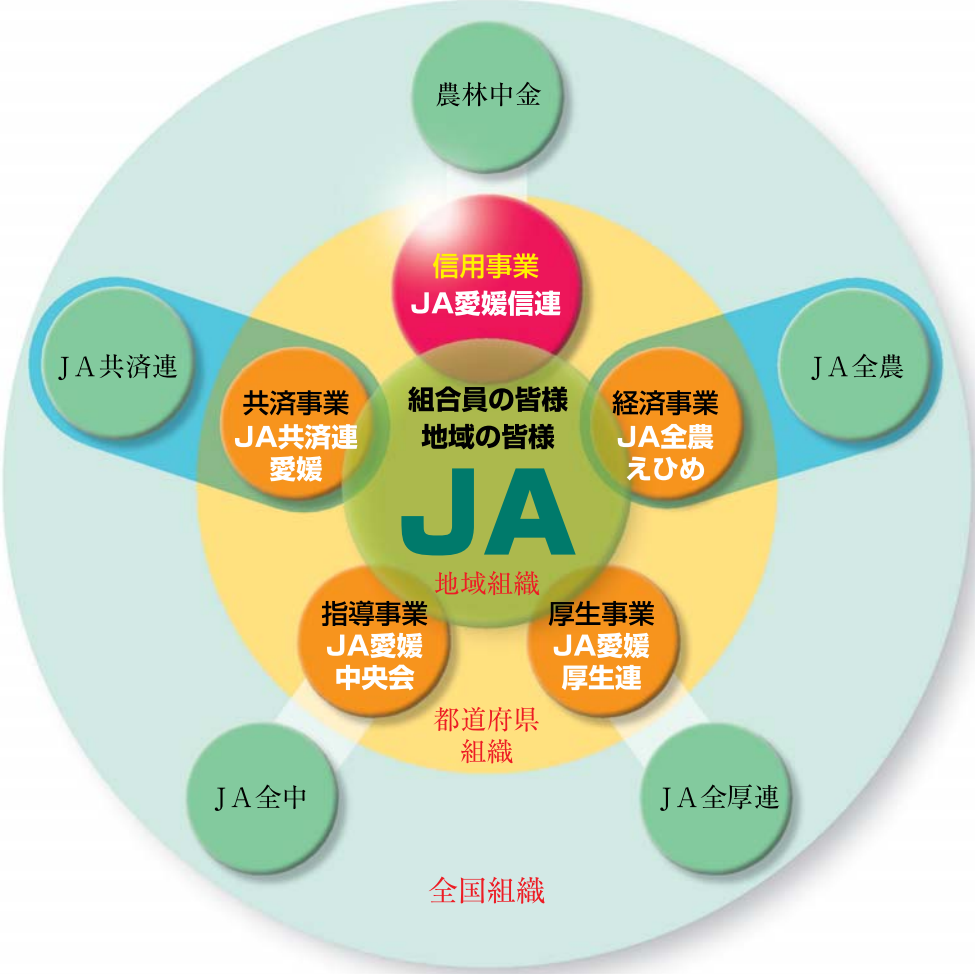 農林中金
信用事業
JA愛媛信連
JA共済連
共済事業
JA共済連
愛媛
組合員の皆様
地域の皆様
JA
地域組織
経済事業
JA全農
えひめ
JA全農
指導事業
JA愛媛
中央会
厚生事業
JA愛媛
厚生連
都道府県
組織
JA全中
JA全厚連
全国組織